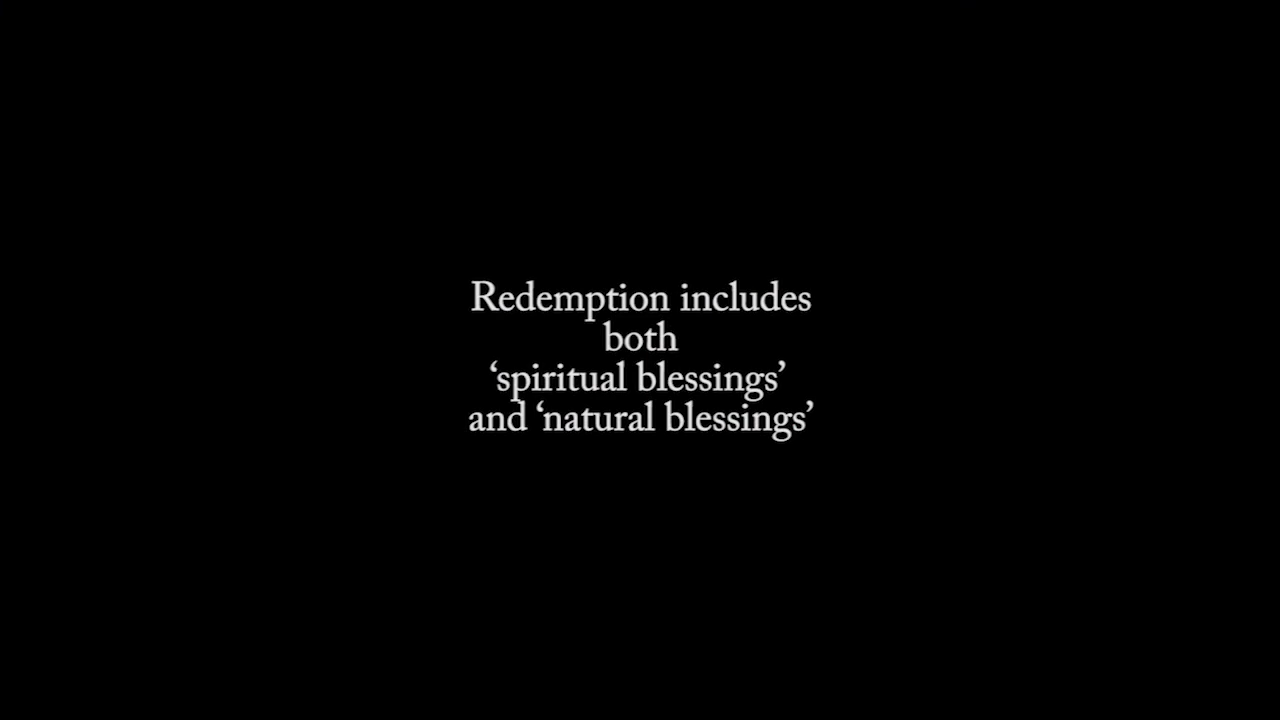 Redemption includes
both
‘spiritual blessings’
and ‘natural blessings’